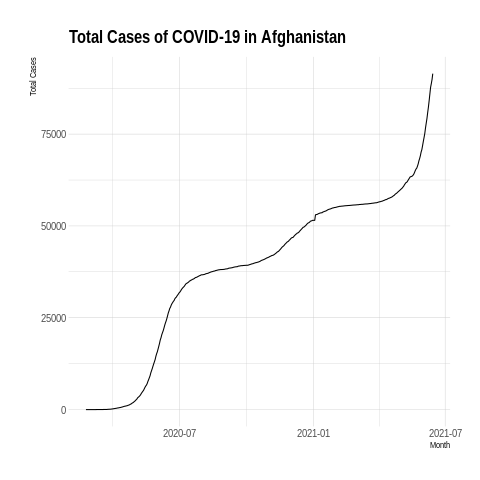 Total Cases of COVID-19 in Afghanistan
Total Cases
75000
50000
25000
0
2020-07
2021-01
2021-07
Month